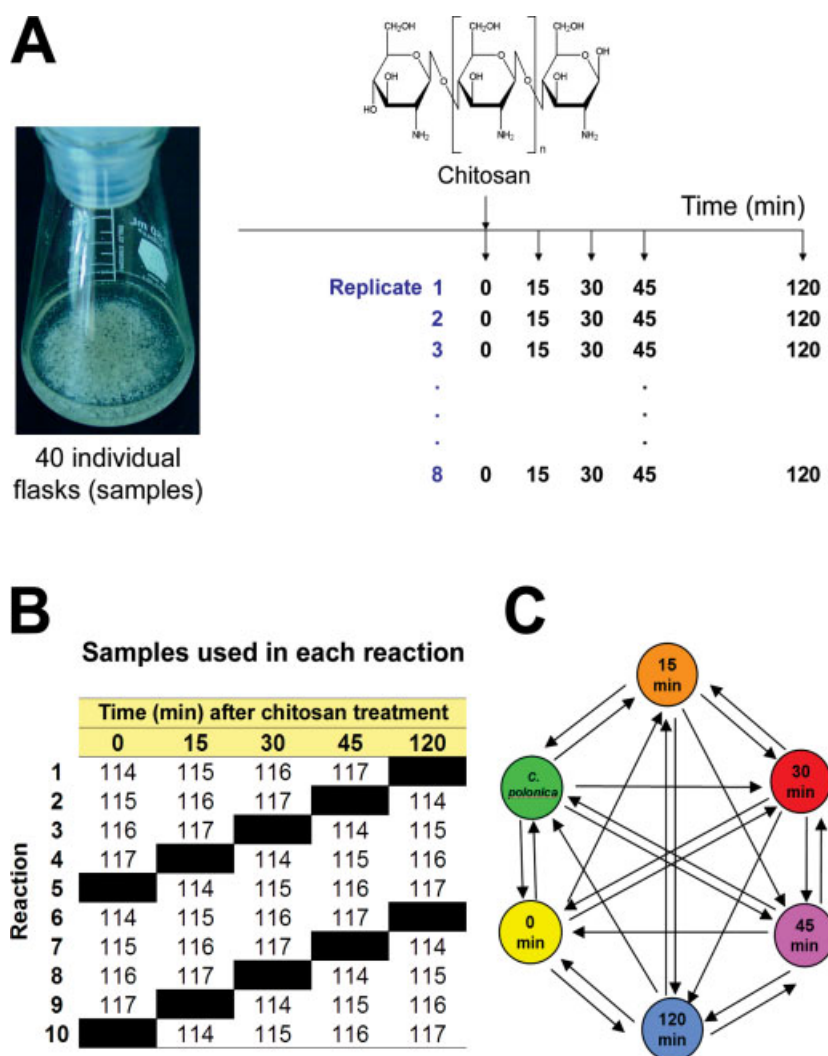 A
CH₂OH CH₂OH CH₂OH
O O O OH
OH OH OH
HO O O
NH₂ NH₂ NH₂
n
Chitosan
Time (min)
Replicate 1 0 15 30 45 120
2 0 15 30 45 120
3 0 15 30 45 120
. .
. .
. .
8 0 15 30 45 120
40 individual
flasks (samples)
B
Samples used in each reaction
Time (min) after chitosan treatment
0 15 30 45 120
Reaction
1 114 115 116 117
2 115 116 117 114
3 116 117 114 115
4 117 114 115 116
5 114 115 116 117
6 114 115 116 117
7 115 116 117 114
8 116 117 114 115
9 117 114 115 116
10 114 115 116 117
C
15
min
C.
polonica
30
min
0
min
45
min
120
min